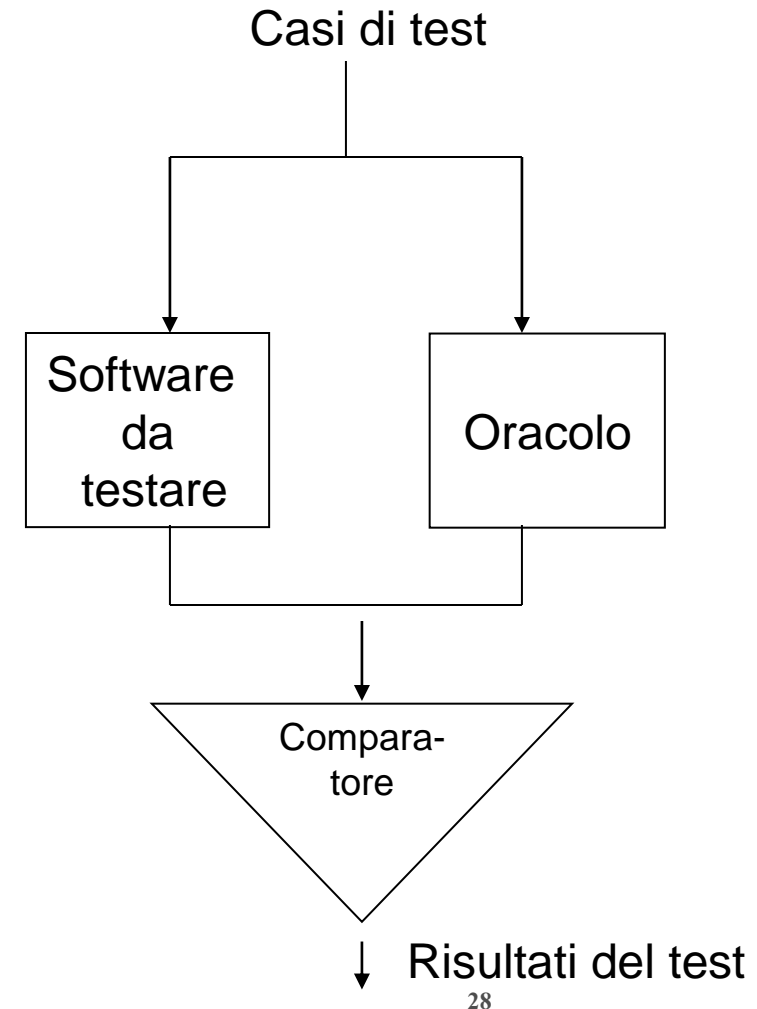 Casi di test
Software
da
testare
Oracolo
Compara-
tore
Risultati del test
28